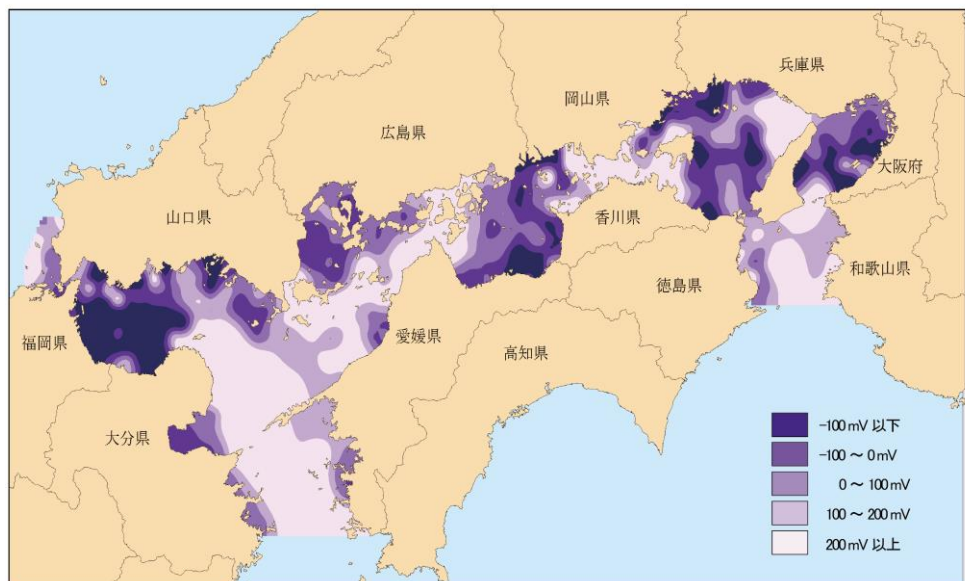 兵庫県
岡山県
広島県
大阪府
山口県
香川県
和歌山県
徳島県
福岡県
愛媛県
高知県
大分県
-100 mV 以下
-100 ～ 0 mV
0 ～ 100 mV
100 ～ 200 mV
200 mV 以上